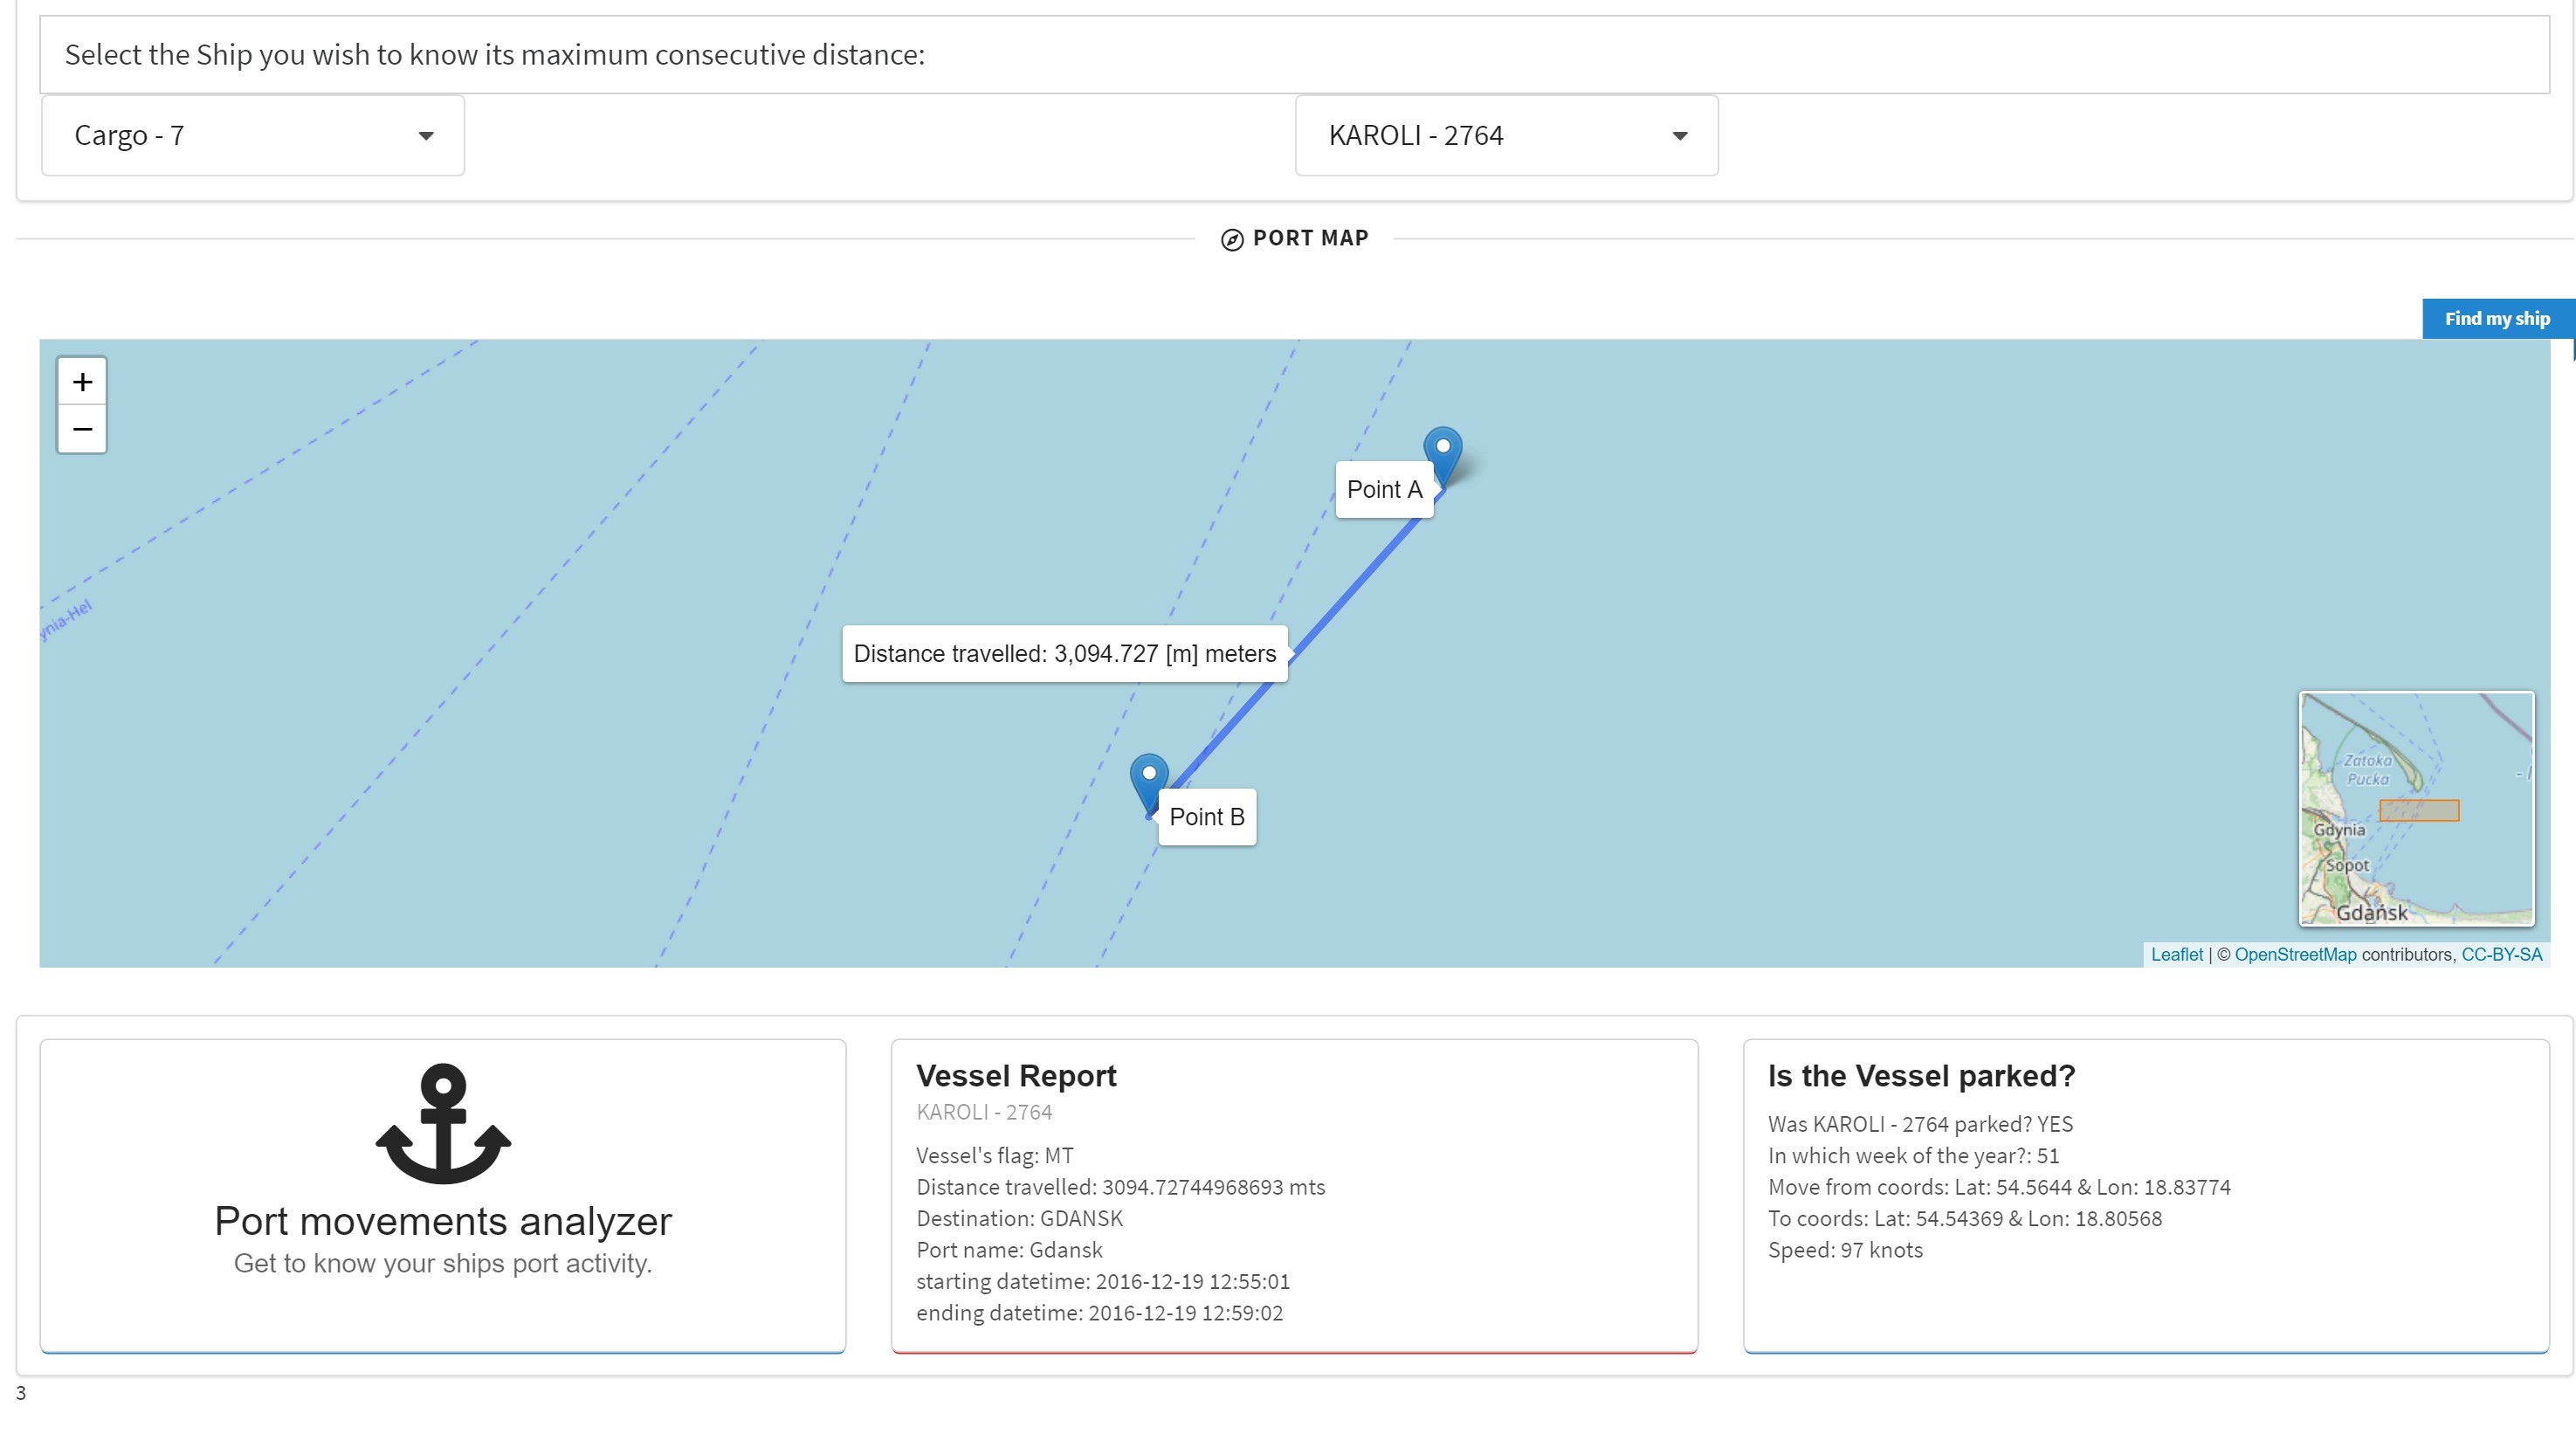 Select the Ship you wish to know its maximum consecutive distance:
Cargo - 7
KAROLI - 2764
PORT MAP
Find my ship
+
−
Point A
ynia-Hel
Distance travelled: 3,094.727 [m] meters
Point B
Zatoka
Pucka
Gdynia
Sopot
Gdańsk
Leaflet | © OpenStreetMap contributors, CC-BY-SA
Port movements analyzer
Get to know your ships port activity.
Vessel Report
KAROLI - 2764
Vessel's flag: MT
Distance travelled: 3094.72744968693 mts
Destination: GDANSK
Port name: Gdansk
starting datetime: 2016-12-19 12:55:01
ending datetime: 2016-12-19 12:59:02
Is the Vessel parked?
Was KAROLI - 2764 parked? YES
In which week of the year?: 51
Move from coords: Lat: 54.5644 & Lon: 18.83774
To coords: Lat: 54.54369 & Lon: 18.80568
Speed: 97 knots
3